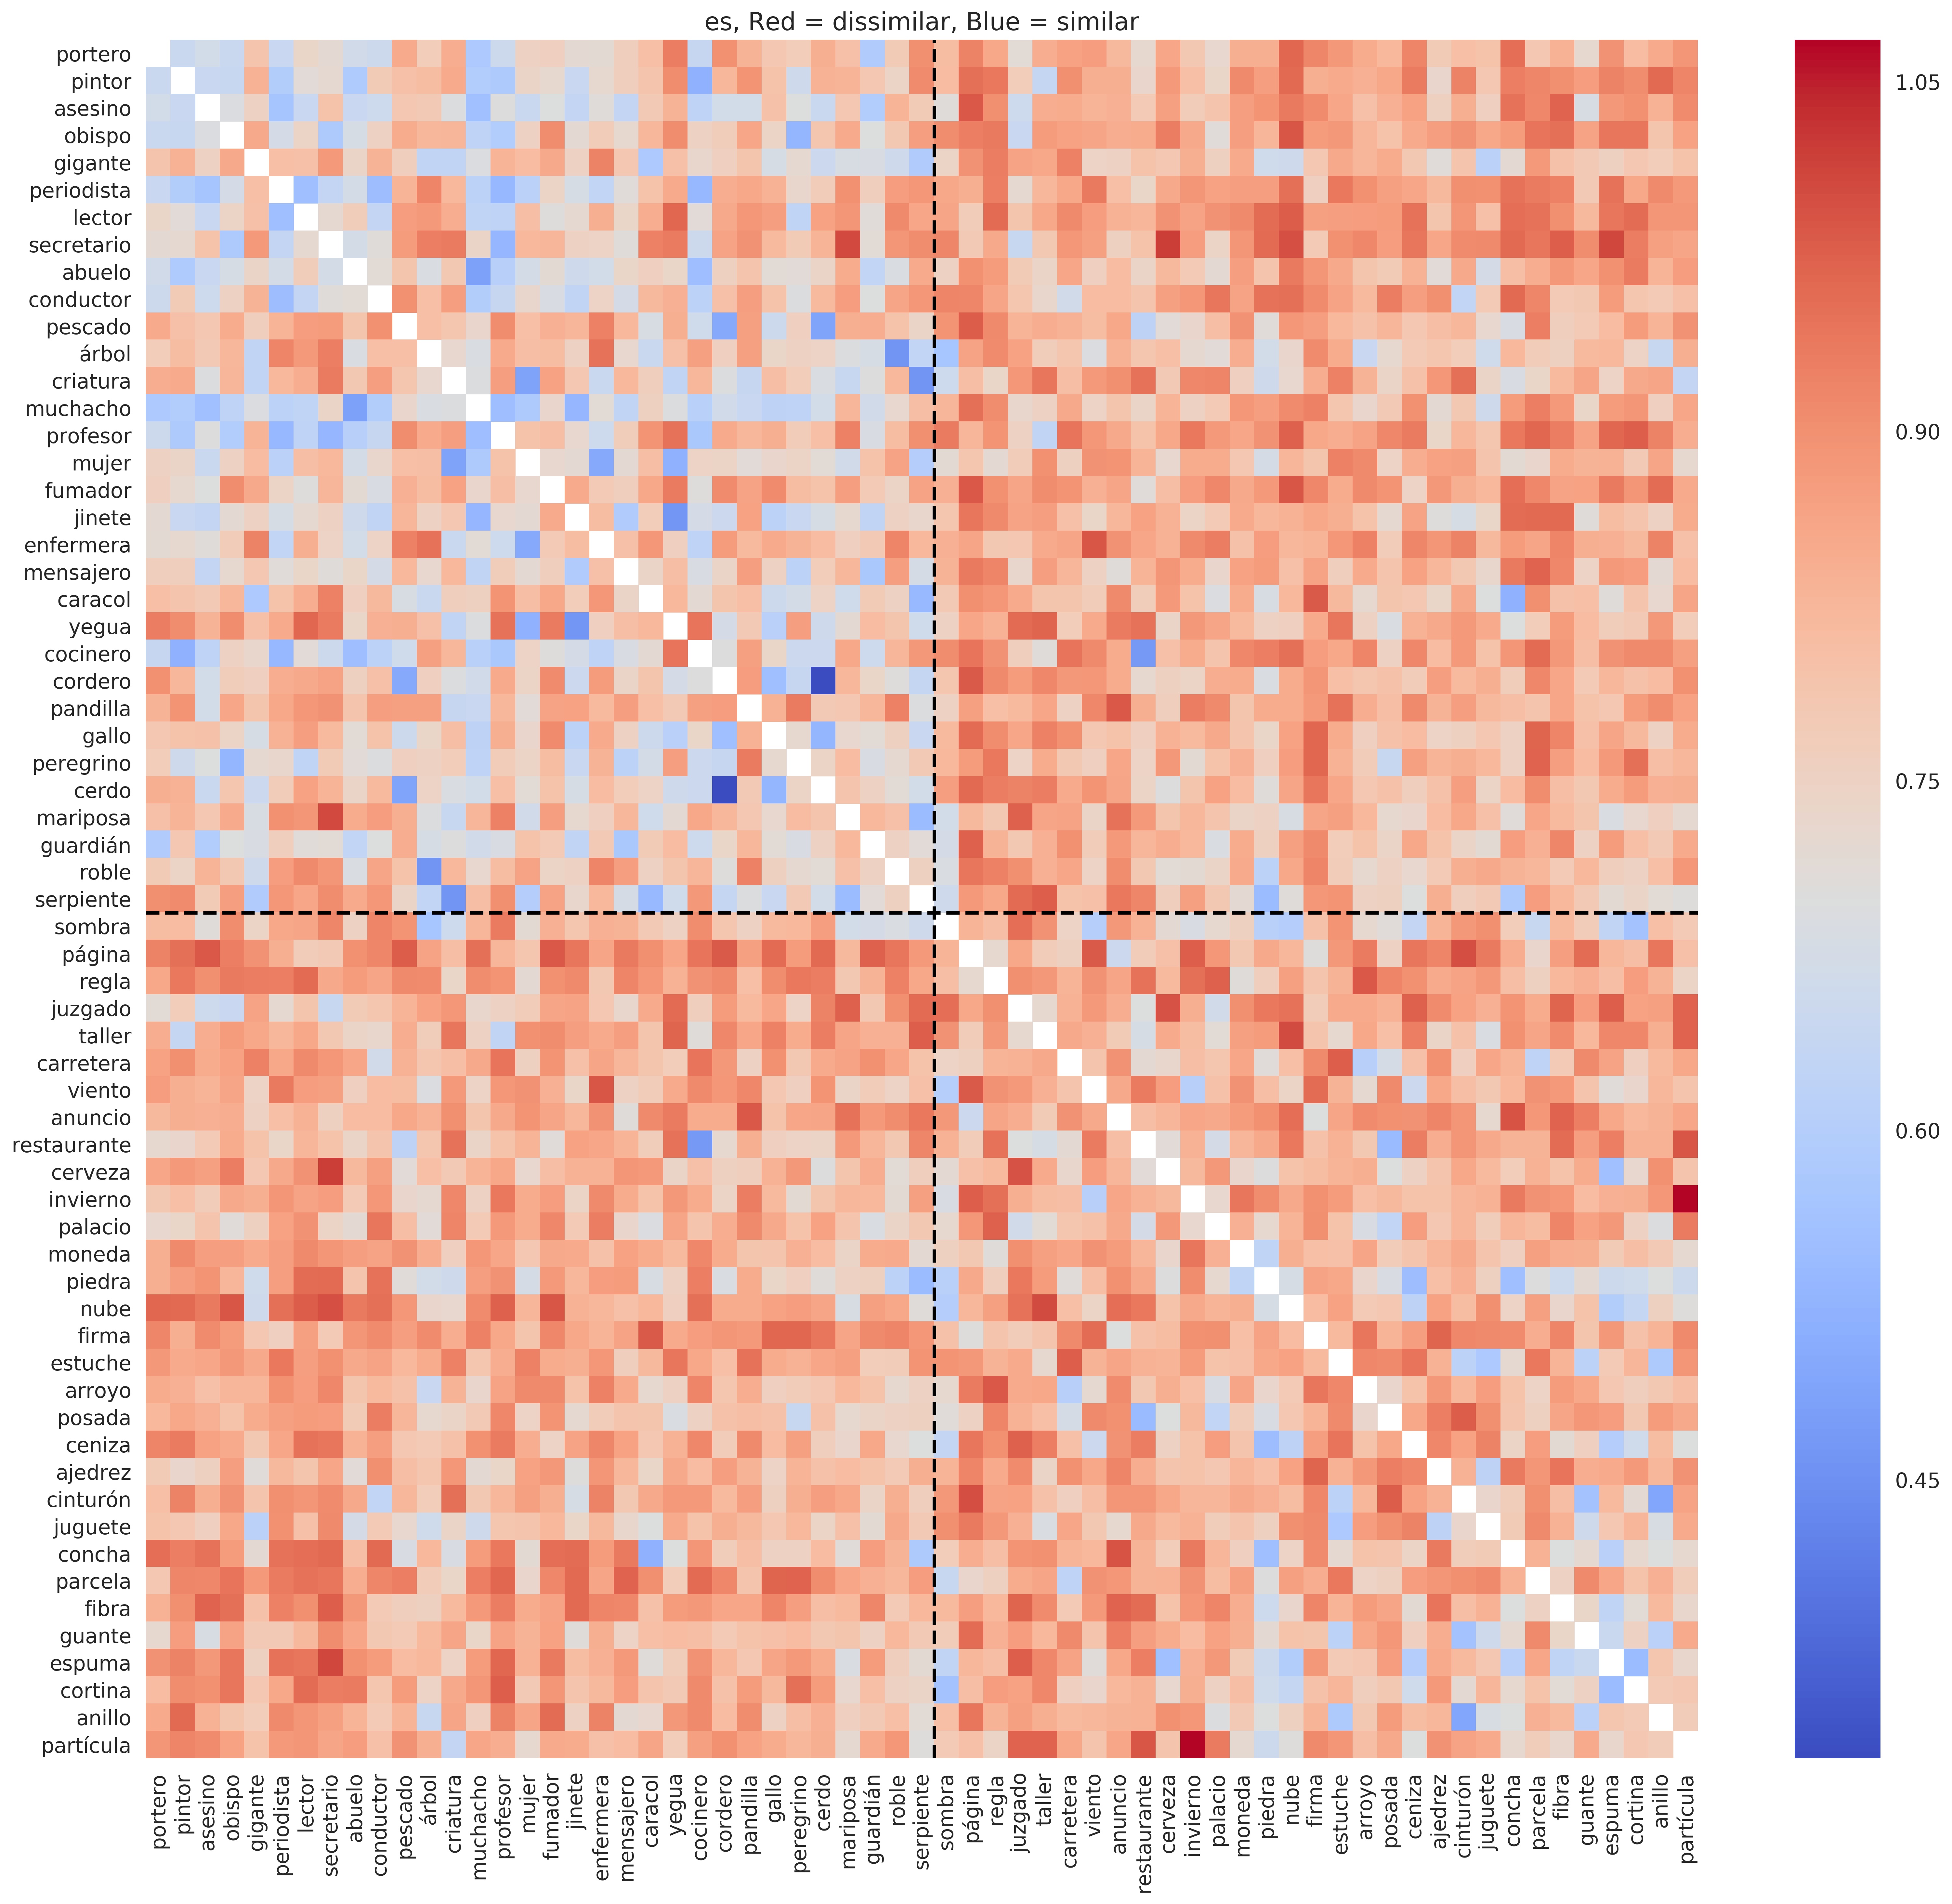 es, Red = dissimilar, Blue = similar
portero
pintor
asesino
obispo
gigante
periodista
lector
secretario
abuelo
conductor
pescado
árbol
criatura
muchacho
profesor
mujer
fumador
jinete
enfermera
mensajero
caracol
yegua
cocinero
cordero
pandilla
gallo
peregrino
cerdo
mariposa
guardián
roble
serpiente
sombra
página
regla
juzgado
taller
carretera
viento
anuncio
restaurante
cerveza
invierno
palacio
moneda
piedra
nube
firma
estuche
arroyo
posada
ceniza
ajedrez
cinturón
juguete
concha
parcela
fibra
guante
espuma
cortina
anillo
partícula
portero
pintor
asesino
obispo
gigante
periodista
lector
secretario
abuelo
conductor
pescado
árbol
criatura
muchacho
profesor
mujer
fumador
jinete
enfermera
mensajero
caracol
yegua
cocinero
cordero
pandilla
gallo
peregrino
cerdo
mariposa
guardián
roble
serpiente
sombra
página
regla
juzgado
taller
carretera
viento
anuncio
restaurante
cerveza
invierno
palacio
moneda
piedra
nube
firma
estuche
arroyo
posada
ceniza
ajedrez
cinturón
juguete
concha
parcela
fibra
guante
espuma
cortina
anillo
partícula
1.05
0.90
0.75
0.60
0.45